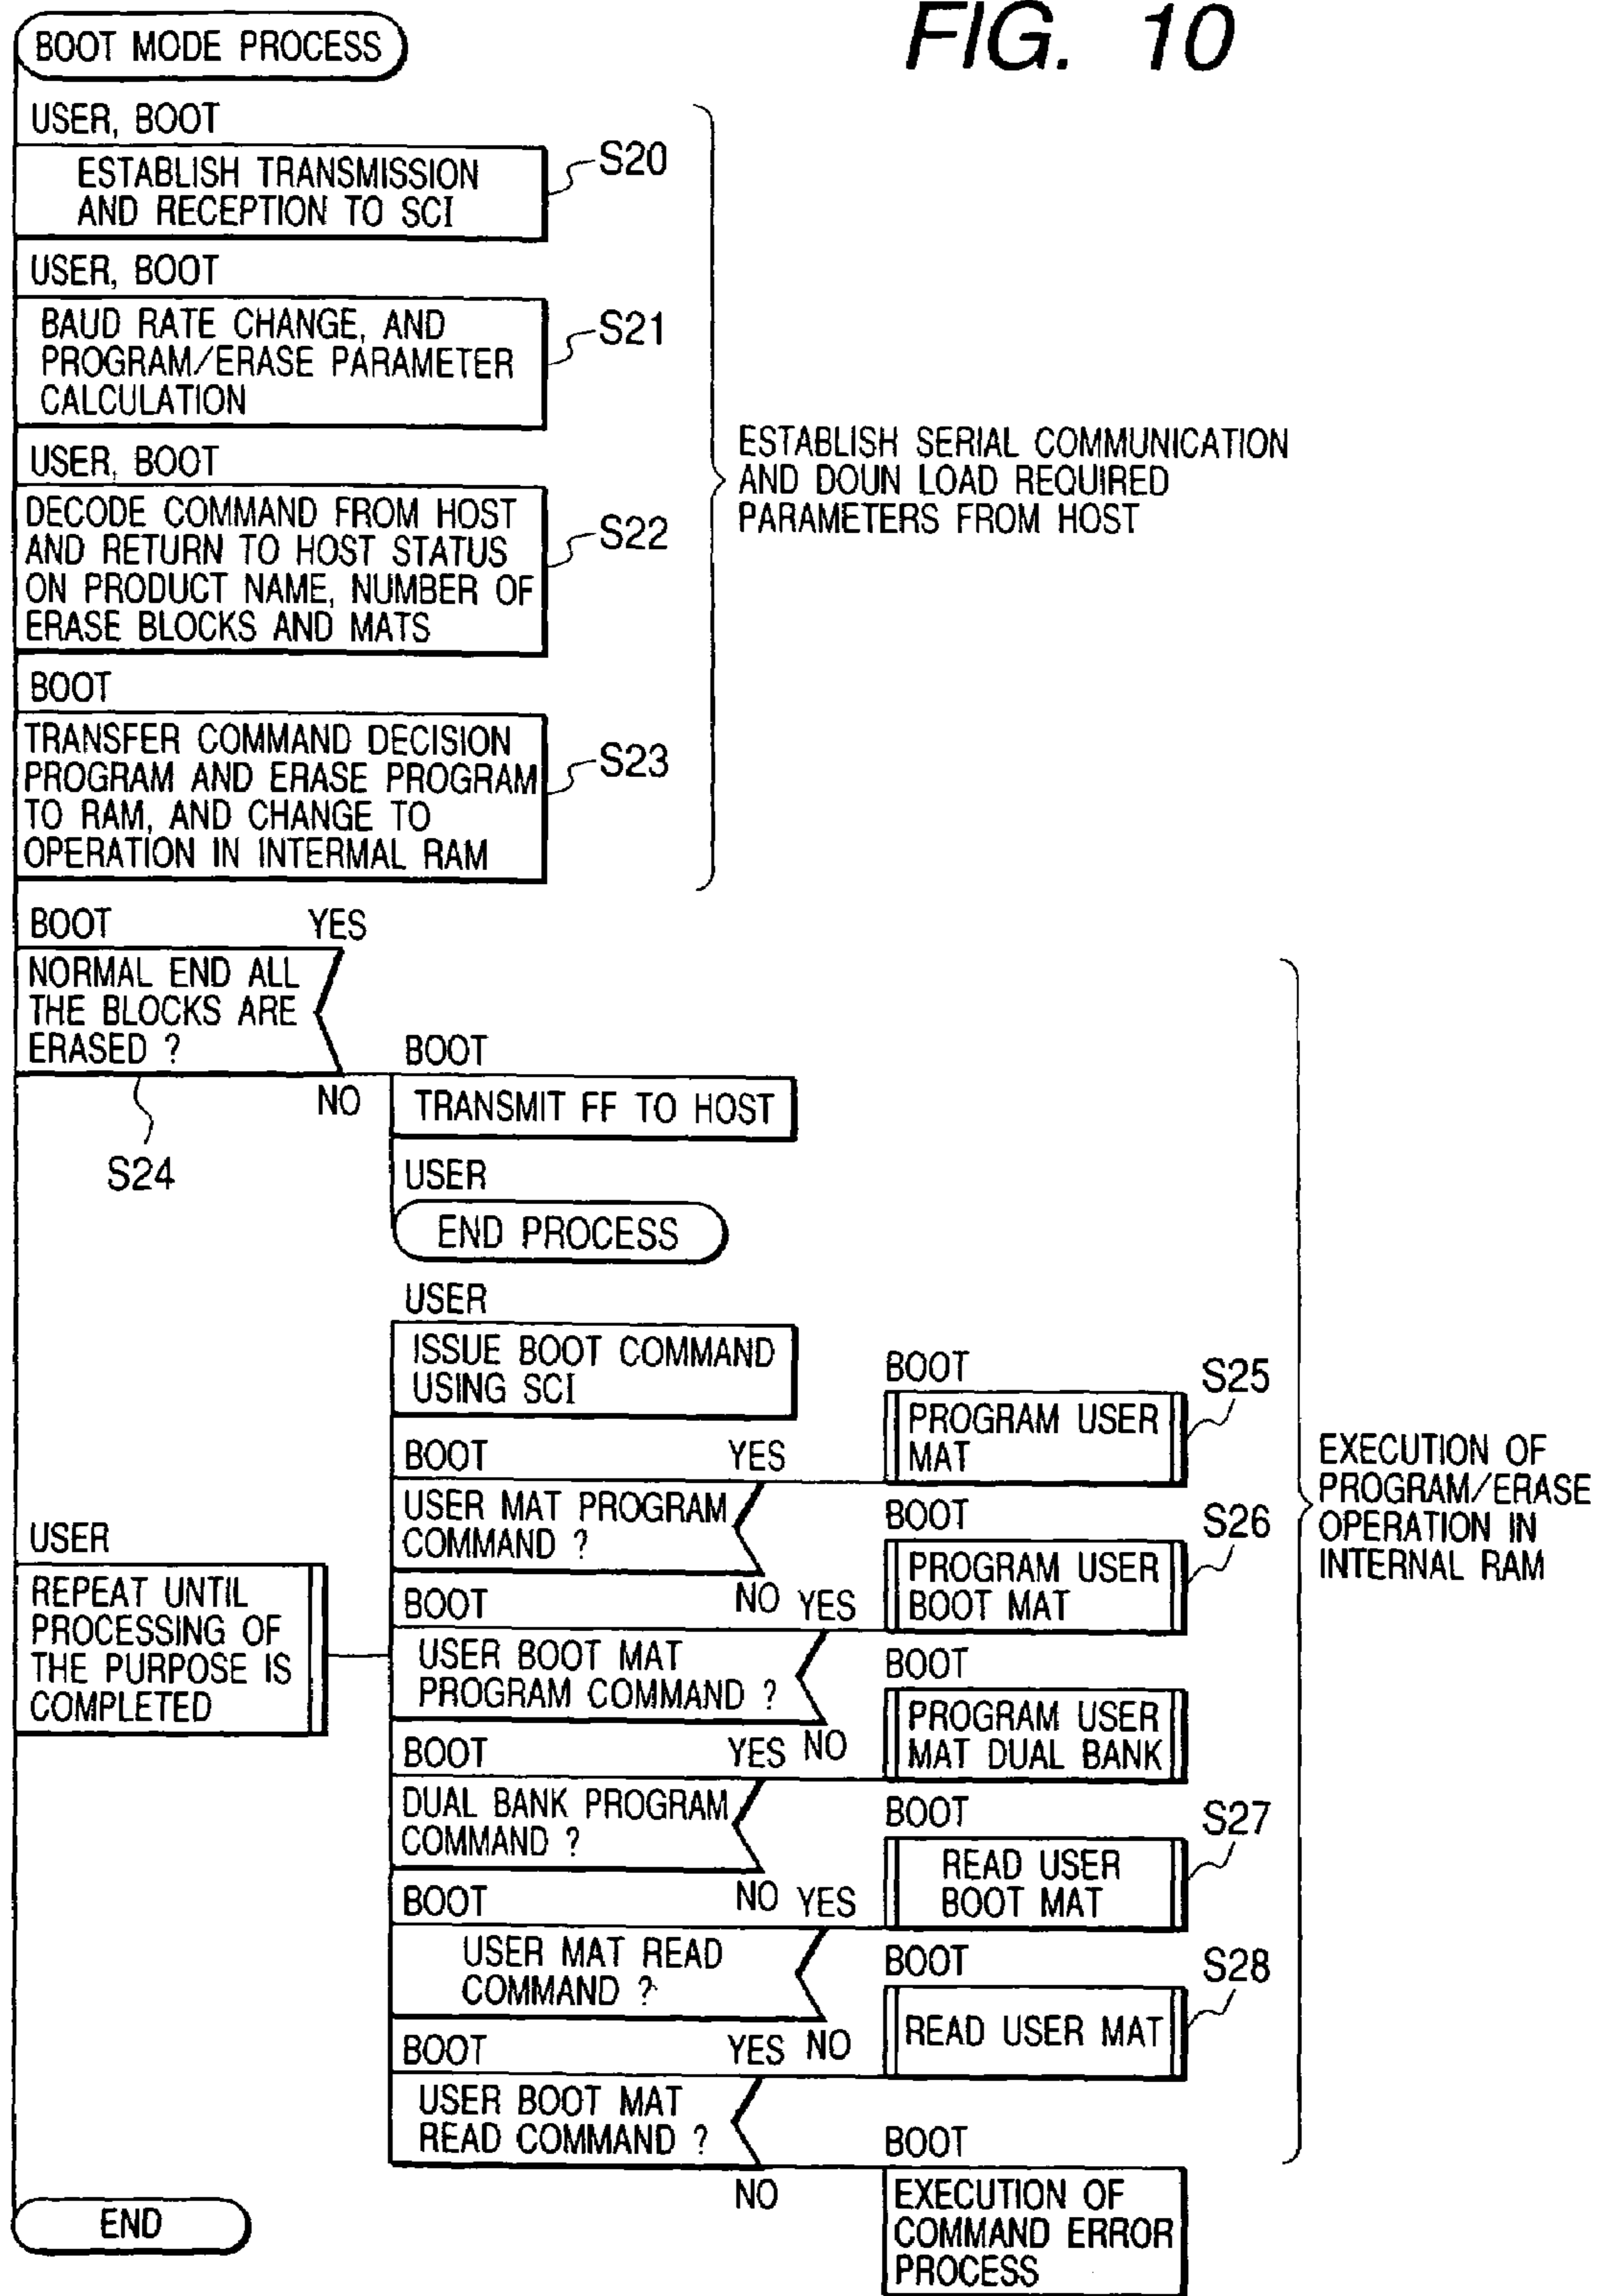 FIG. 10
BOOT MODE PROCESS
USER, BOOT
ESTABLISH TRANSMISSION
AND RECEPTION TO SCI
S20
USER, BOOT
BAUD RATE CHANGE, AND
PROGRAM/ERASE PARAMETER
CALCULATION
S21
USER, BOOT
DECODE COMMAND FROM HOST
AND RETURN TO HOST STATUS
ON PRODUCT NAME, NUMBER OF
ERASE BLOCKS AND MATS
S22
BOOT
TRANSFER COMMAND DECISION
PROGRAM AND ERASE PROGRAM
TO RAM, AND CHANGE TO
OPERATION IN INTERMAL RAM
S23
ESTABLISH SERIAL COMMUNICATION
AND DOUN LOAD REQUIRED
PARAMETERS FROM HOST
BOOT YES
NORMAL END ALL
THE BLOCKS ARE
ERASED ?
NO
S24
BOOT
TRANSMIT FF TO HOST
USER
END PROCESS
USER
REPEAT UNTIL
PROCESSING OF
THE PURPOSE IS
COMPLETED
USER
ISSUE BOOT COMMAND
USING SCI
BOOT YES
USER MAT PROGRAM
COMMAND ?
NO
BOOT
PROGRAM USER
MAT
S25
BOOT YES
USER BOOT MAT
PROGRAM COMMAND ?
NO
BOOT
PROGRAM USER
BOOT MAT
S26
BOOT YES
DUAL BANK PROGRAM
COMMAND ?
NO
BOOT
PROGRAM USER
MAT DUAL BANK
BOOT YES
USER MAT READ
COMMAND ?
NO
BOOT
READ USER
BOOT MAT
S27
BOOT YES
USER BOOT MAT
READ COMMAND ?
NO
BOOT
READ USER MAT
S28
BOOT
EXECUTION OF
COMMAND ERROR
PROCESS
EXECUTION OF
PROGRAM/ERASE
OPERATION IN
INTERNAL RAM
END